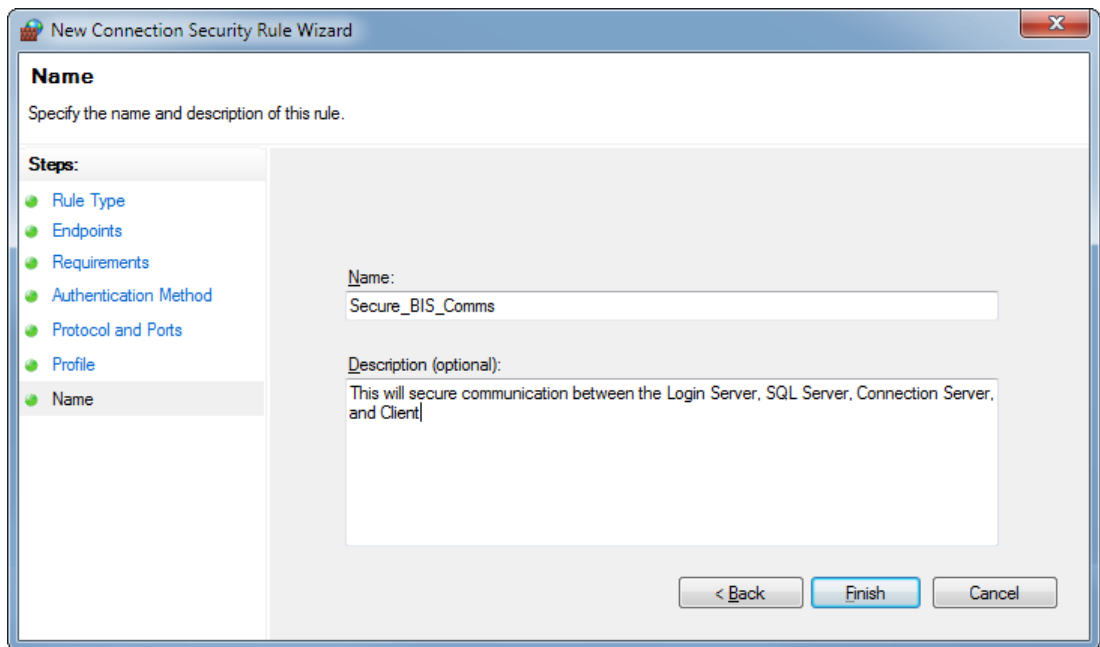 New Connection Security Rule Wizard
Name
Specify the name and description of this rule.
Steps:
Rule Type
Endpoints
Requirements
Authentication Method
Protocol and Ports
Profile
Name
Name:
Secure_BIS_Comms
Description (optional):
This will secure communication between the Login Server, SQL Server, Connection Server,
and Client
< Back
Finish
Cancel